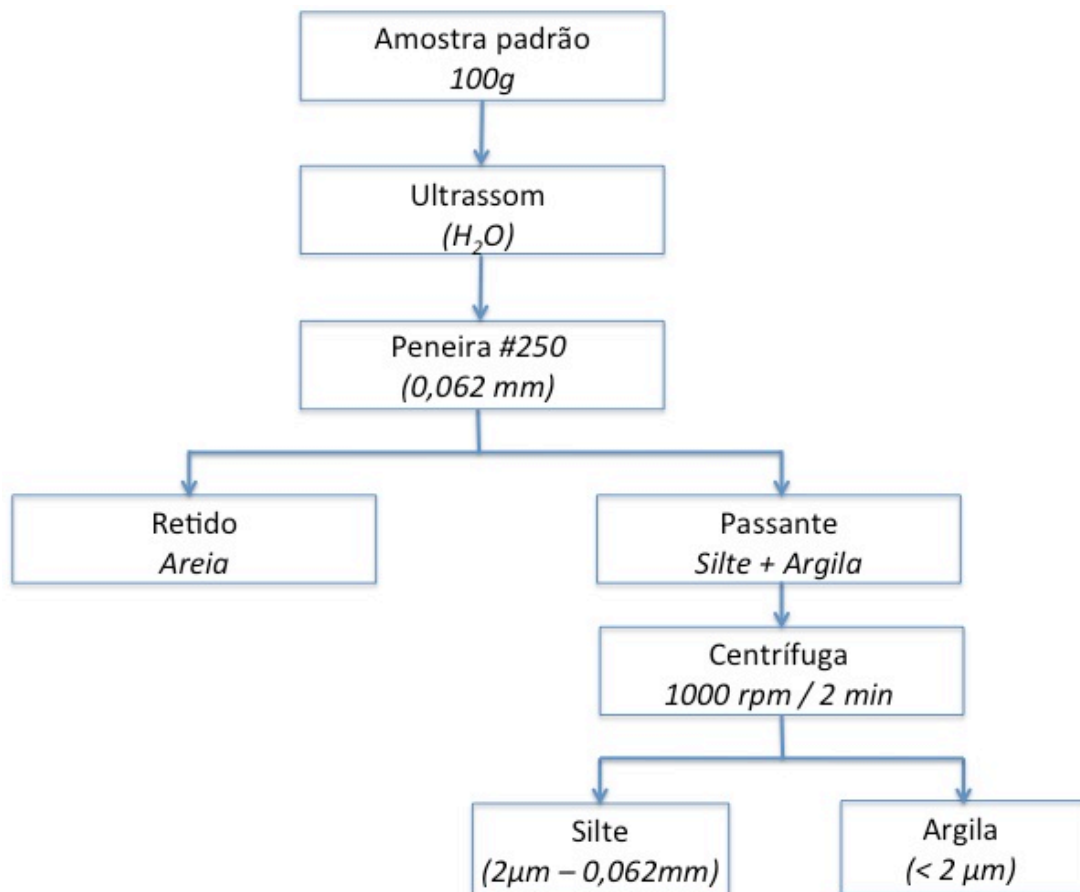 Amostra padrão
100g
Ultrassom
(H₂O)
Peneira #250
(0,062 mm)
Retido
Areia
Passante
Silte + Argila
Centrífuga
1000 rpm / 2 min
Silte
(2μm – 0,062mm)
Argila
(< 2 μm)